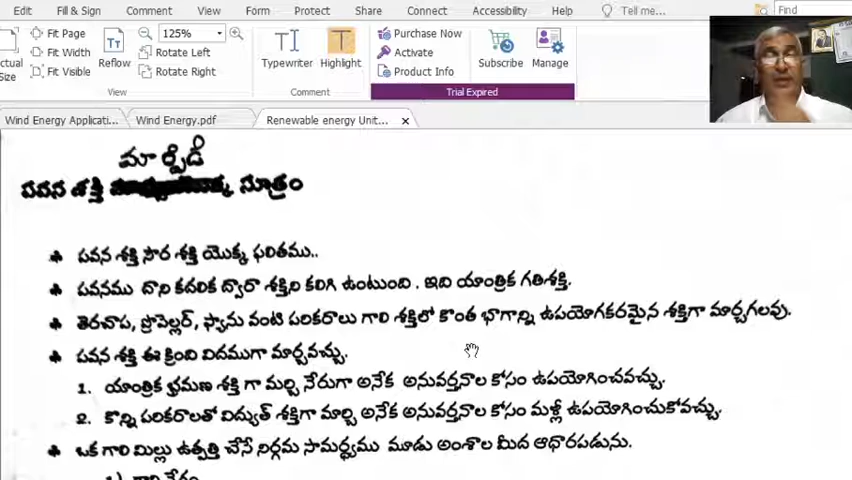 Edit Fill & Sign Comment View Form Protect Share Connect Accessibility Help Tell me... Find
Fit Page
Fit Width
Fit Visible
Reflow
125%
Rotate Left
Rotate Right
Typewriter
Highlight
Purchase Now
Activate
Product Info
Subscribe
Manage
View Comment Trial Expired
Wind Energy Applicati... Wind Energy.pdf Renewable energy Unit...
మార్పిడి
పవన శక్తి సూత్రం
పవన శక్తి సౌర శక్తి యొక్క ఫలితము..
పవనము దాని కదలిక ద్వారా శక్తిని కలిగి ఉంటుంది. ఇది యాంత్రిక గతిశక్తి.
తెరచాప, ప్రొపెల్లర్, ఫ్యాను వంటి పరికరాలు గాలి శక్తిలో కొంత భాగాన్ని ఉపయోగకరమైన శక్తిగా మార్చగలవు.
పవన శక్తి ఈ క్రింది విదముగా మార్చవచ్చు.
1. యాంత్రిక భ్రమణ శక్తి గా మర్చి నేరుగా అనేక అనువర్తనాల కోసం ఉపయోగించవచ్చు.
2. కొన్ని పరికరాలతో విద్యుత్ శక్తిగా మార్చి అనేక అనువర్తనాల కోసం మళ్లీ ఉపయోగించుకోవచ్చు.
ఒక గాలి మిల్లు ఉత్పత్తి చేసే నిర్గమ సామర్థ్యము మూడు అంశాల మీద ఆధారపడును.